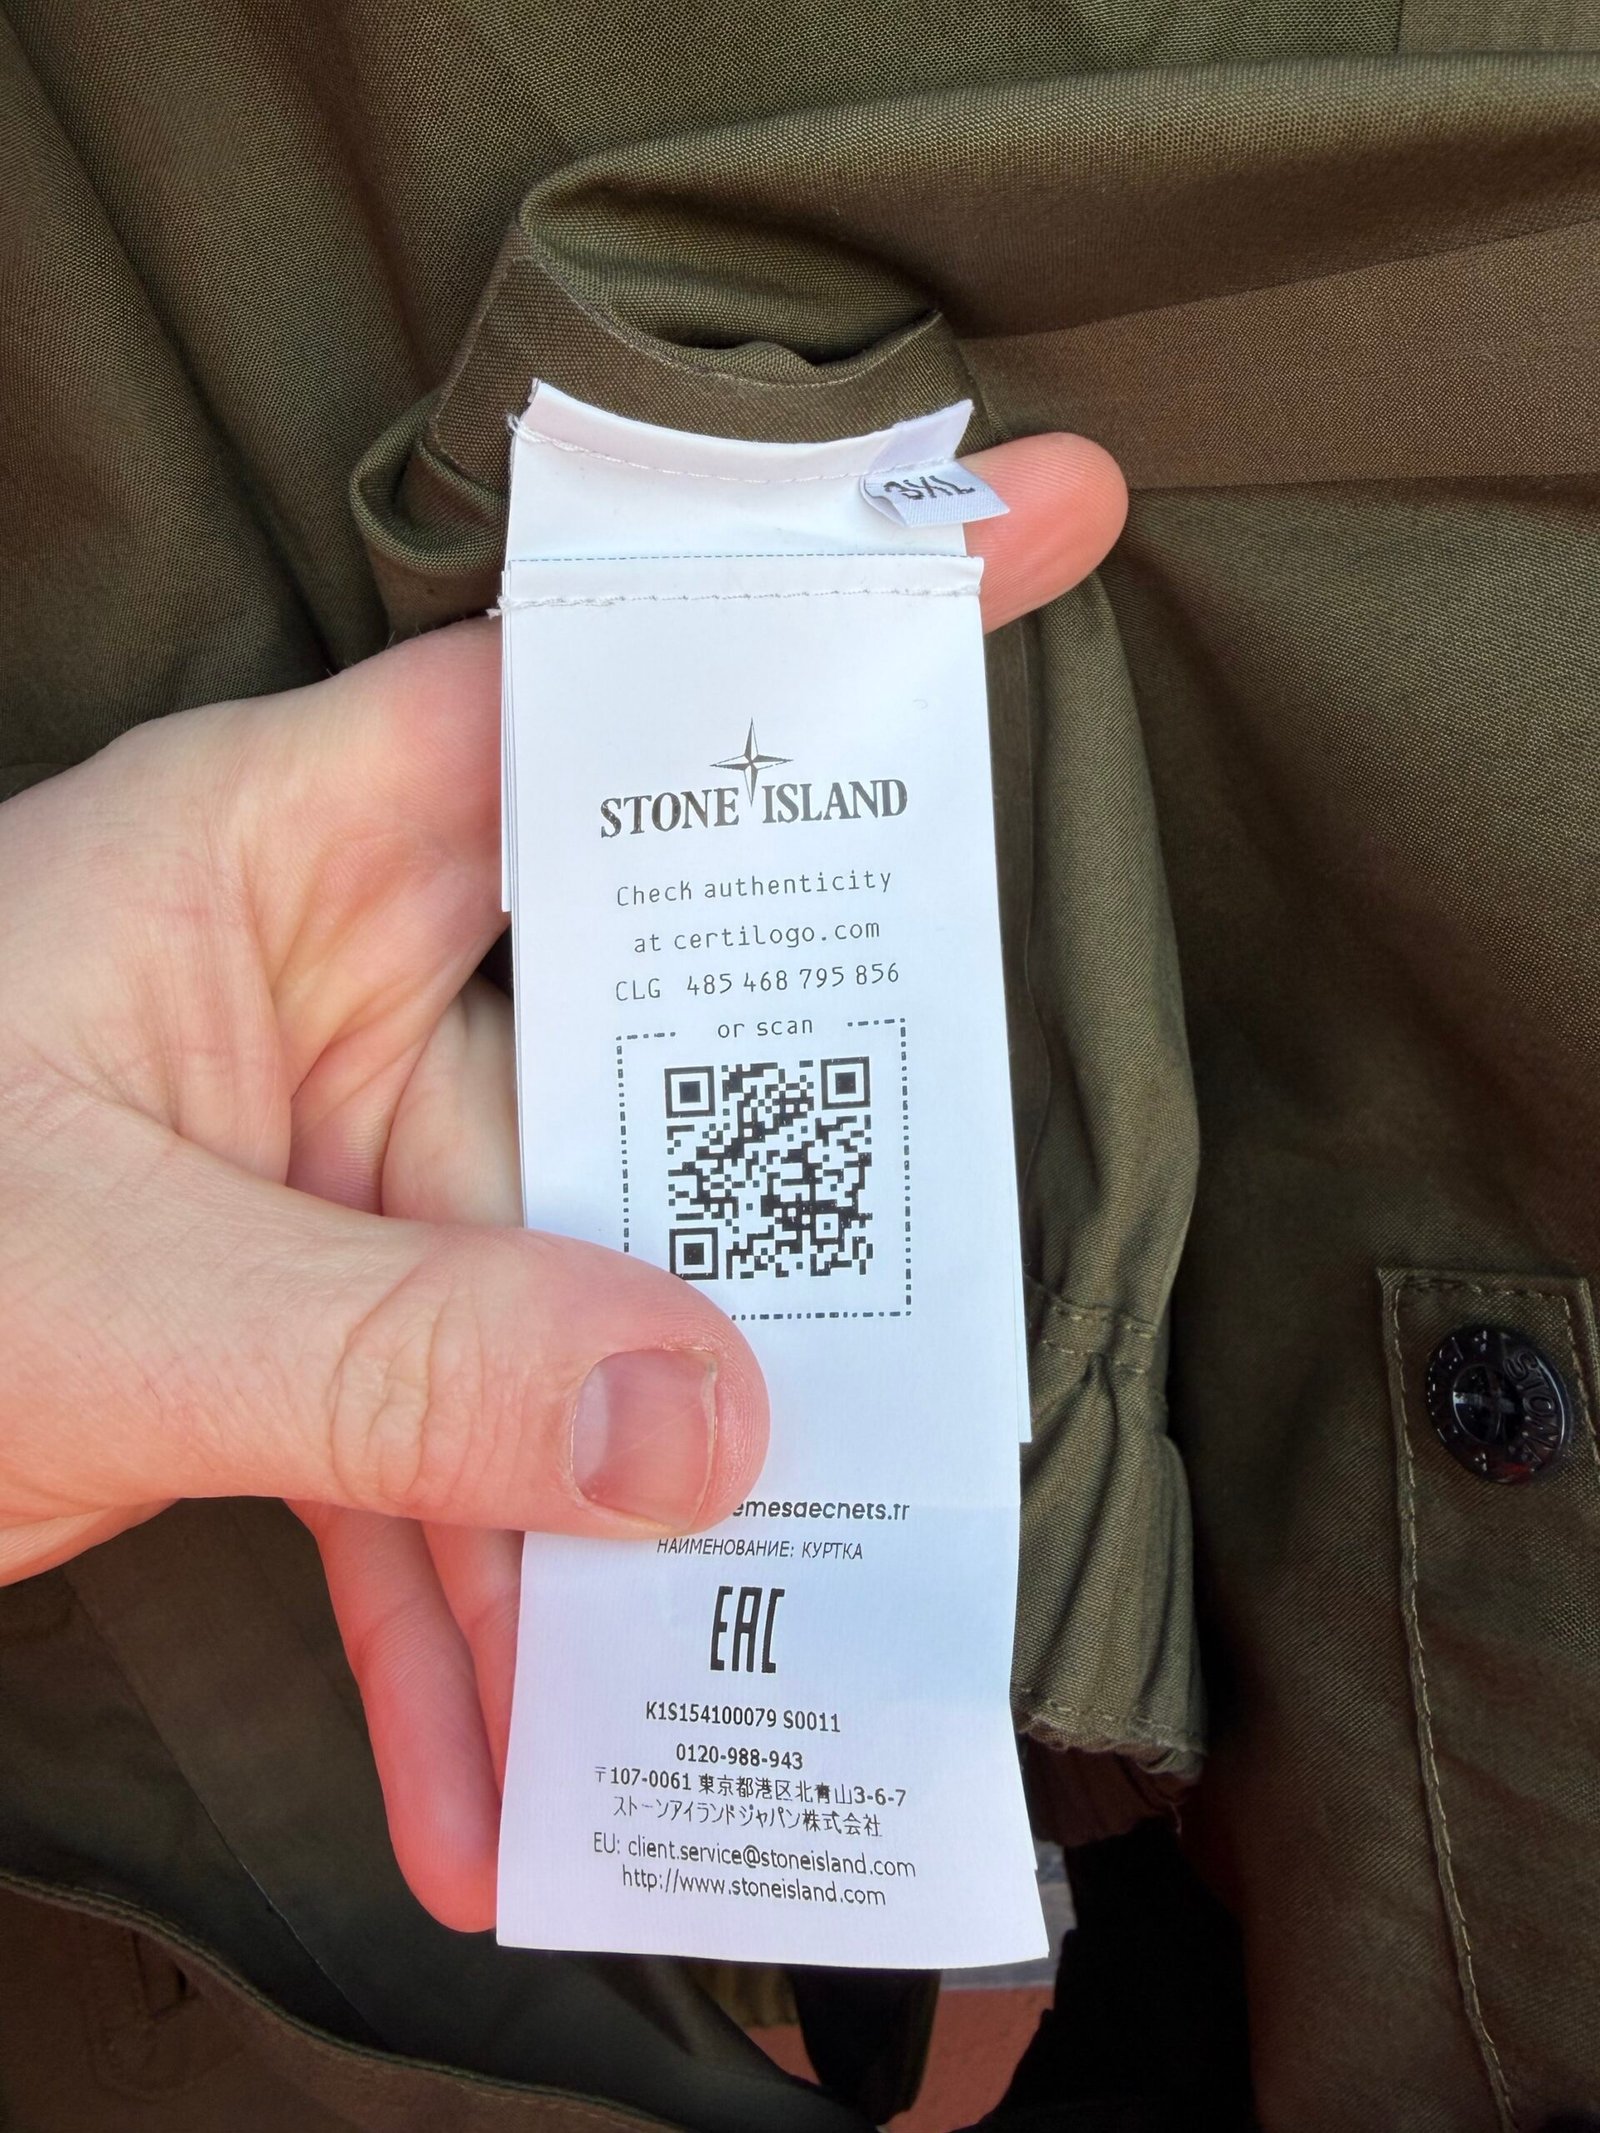 3XL
STONE ISLAND
Check authenticity
at certilogo.com
CLG 485 468 795 856
or scan
НАИМЕНОВАНИЕ: КУРТКА
EAC
K1S154100079 S0011
0120-988-943
〒107-0061 東京都港区北青山3-6-7
ストーンアイランドジャパン株式会社
EU: client.service@stoneisland.com
http://www.stoneisland.com
STONE